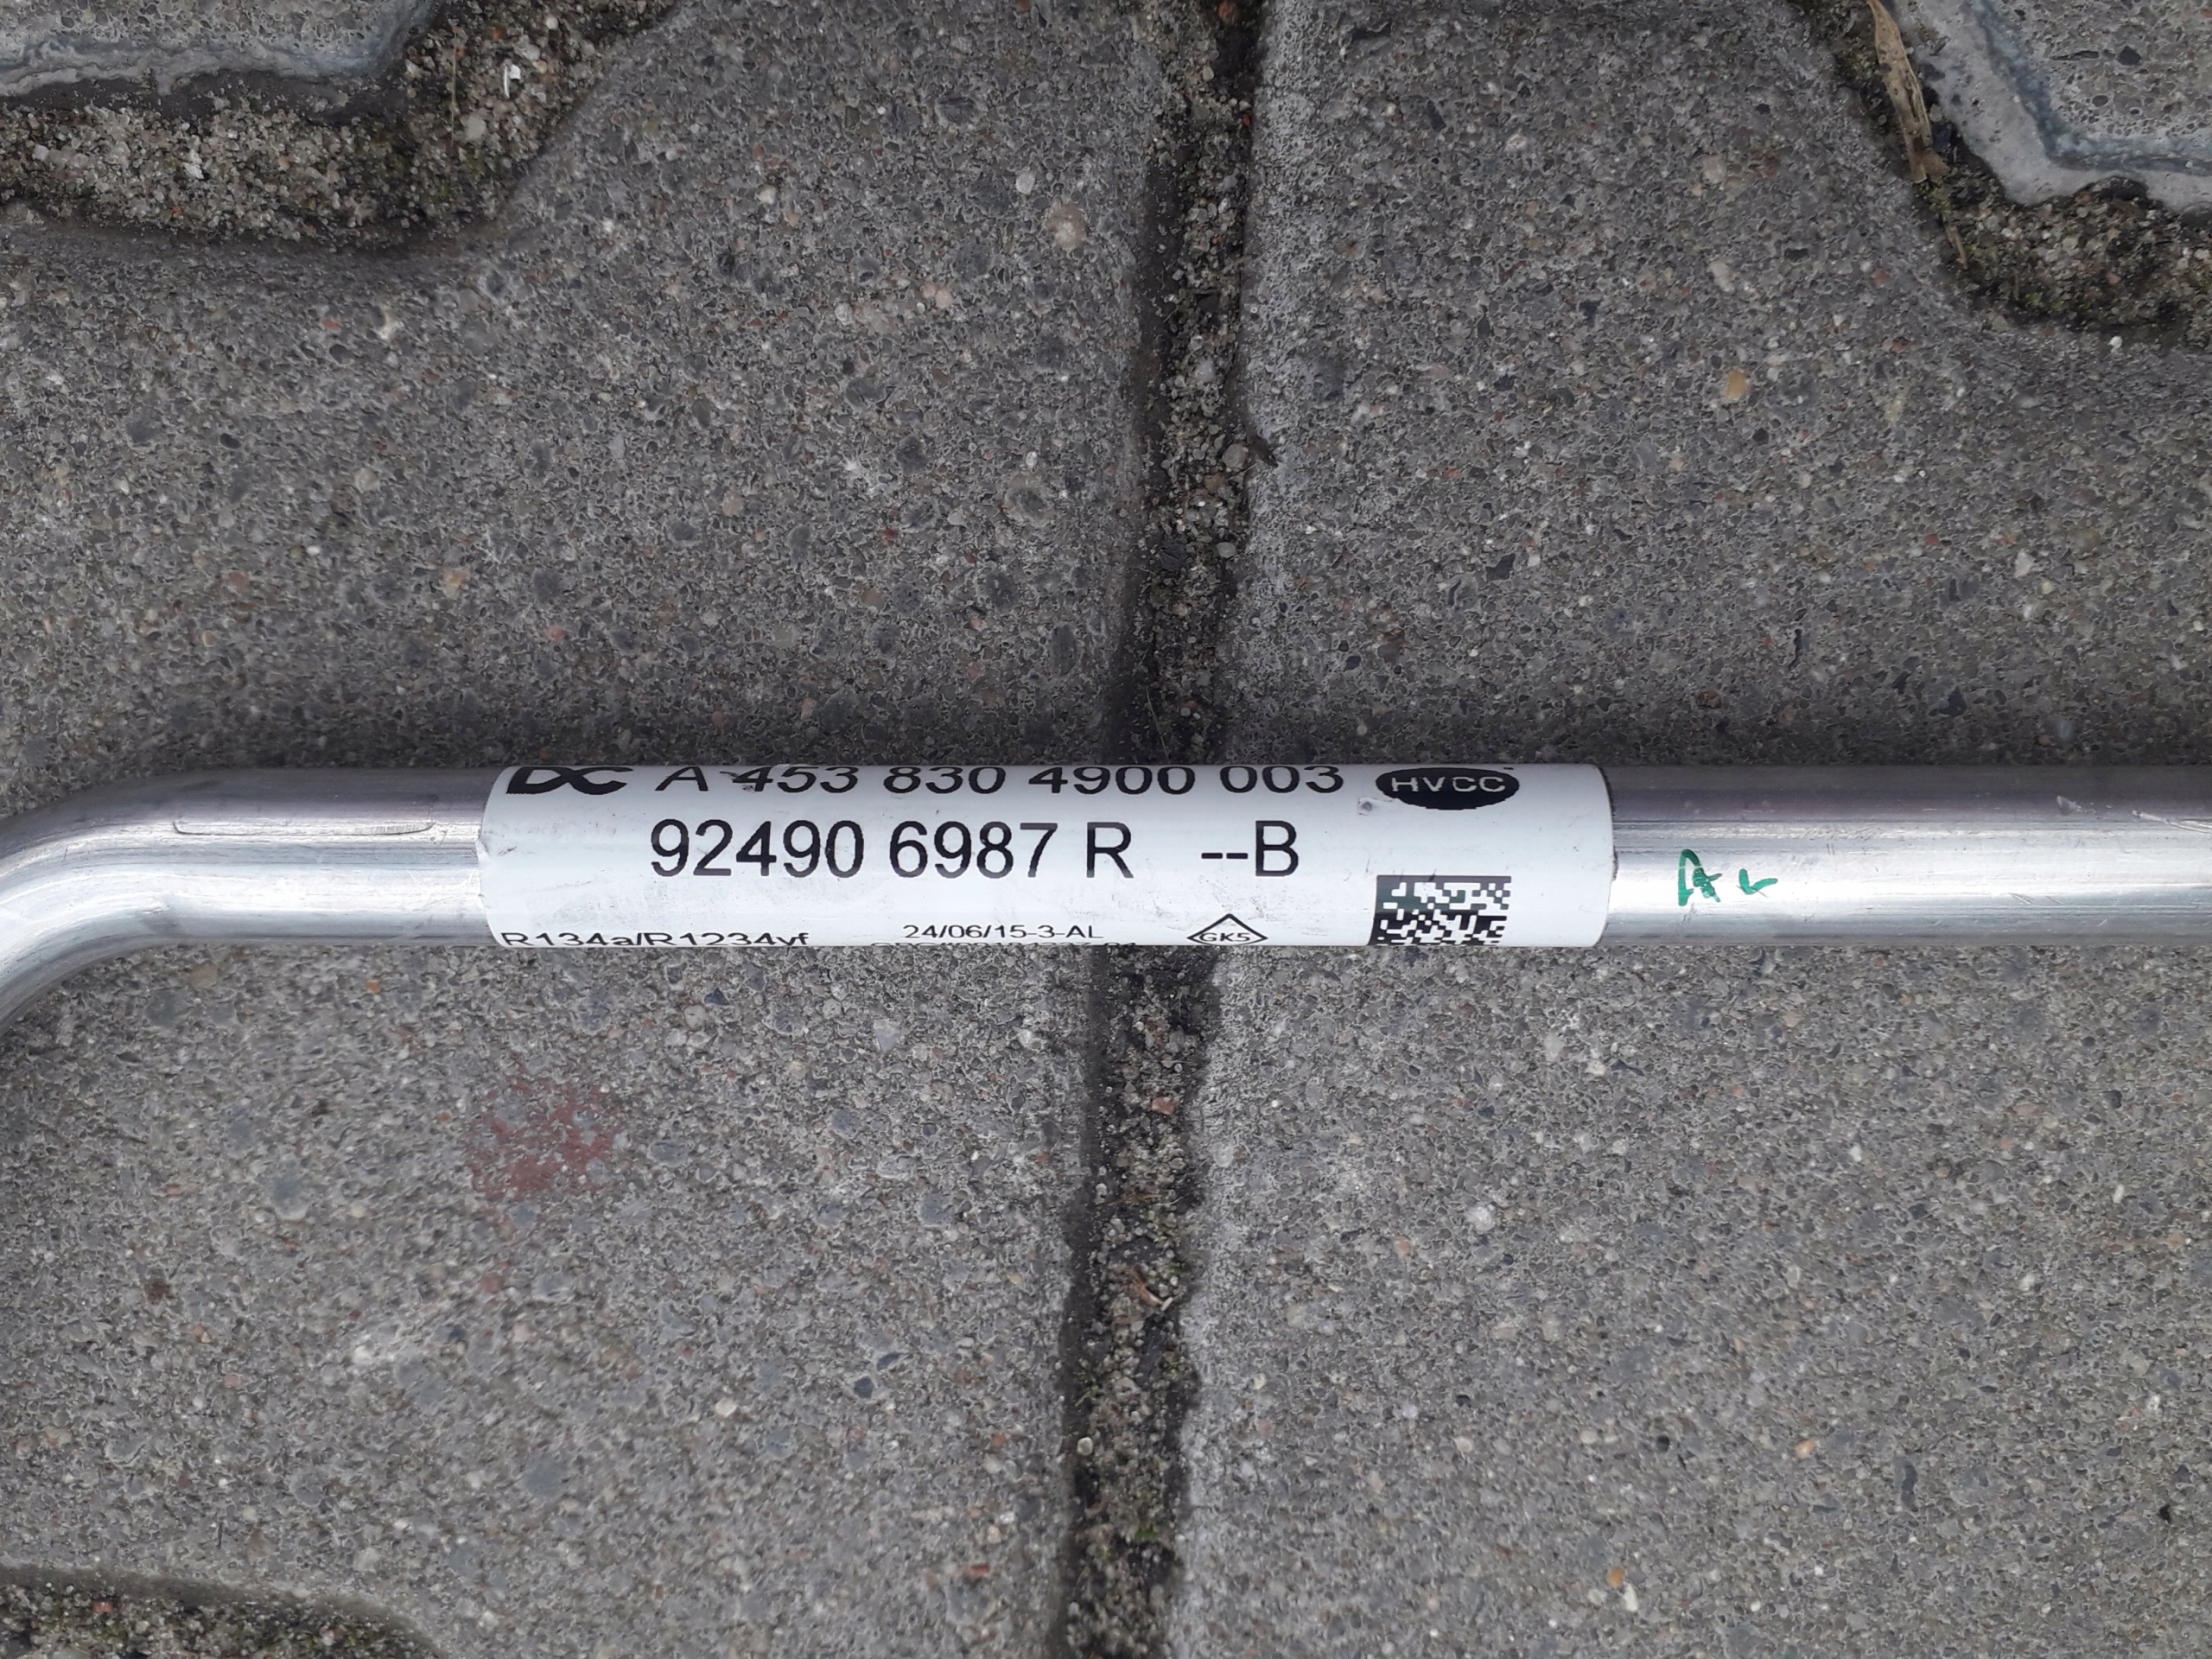 DC A 453 830 4900 003 HVCC
92490 6987 R --B
24/06/15-3-AL
R134a/R1234yf
GK5